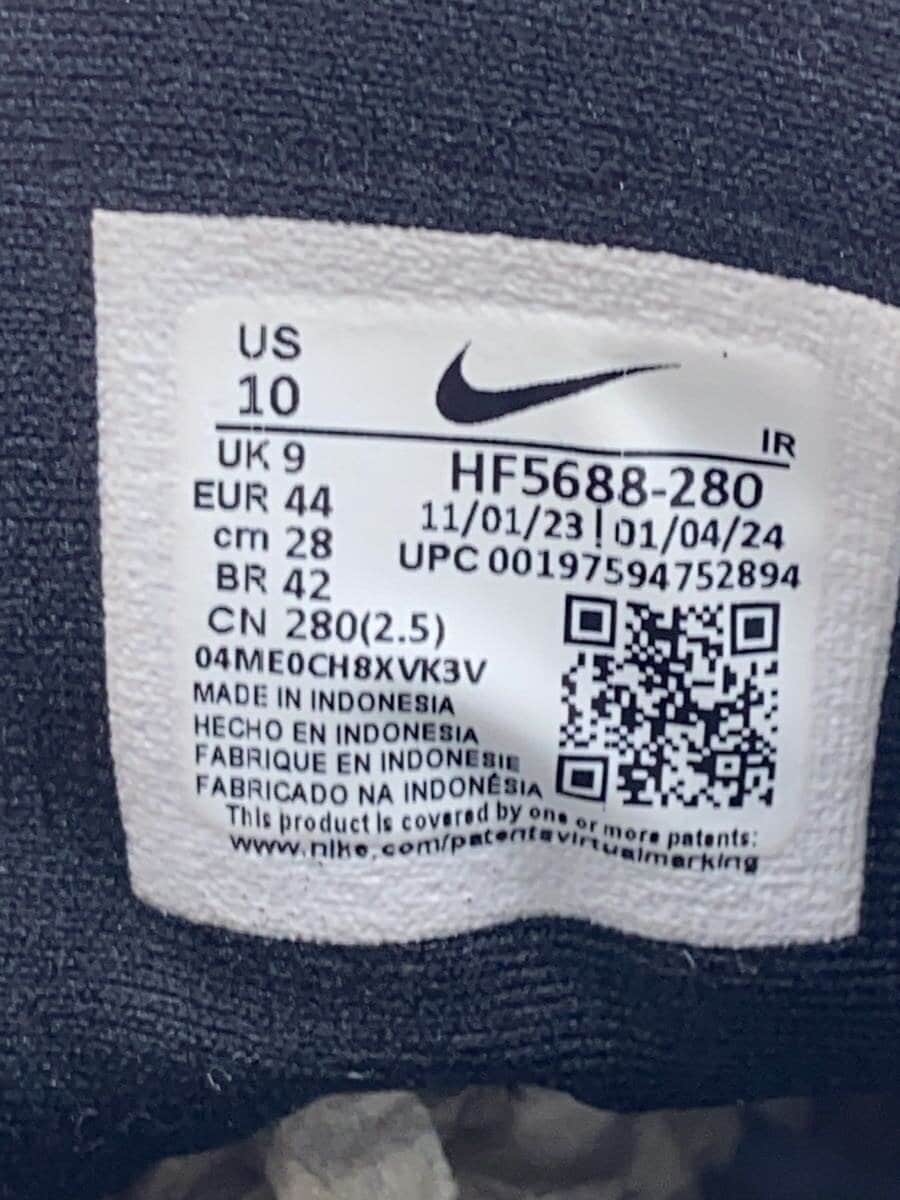 US
10
IR
UK 9
HF5688-280
EUR 44
11/01/23 | 01/04/24
cm 28
UPC 00197594752894
BR 42
CN 280(2.5)
04ME0CH8XVK3V
MADE IN INDONESIA
HECHO EN INDONESIA
FABRIQUE EN INDONESIE
FABRICADO NA INDONÉSIA
This product is covered by one or more patents:
www.nike.com/patentsvirtualmarking